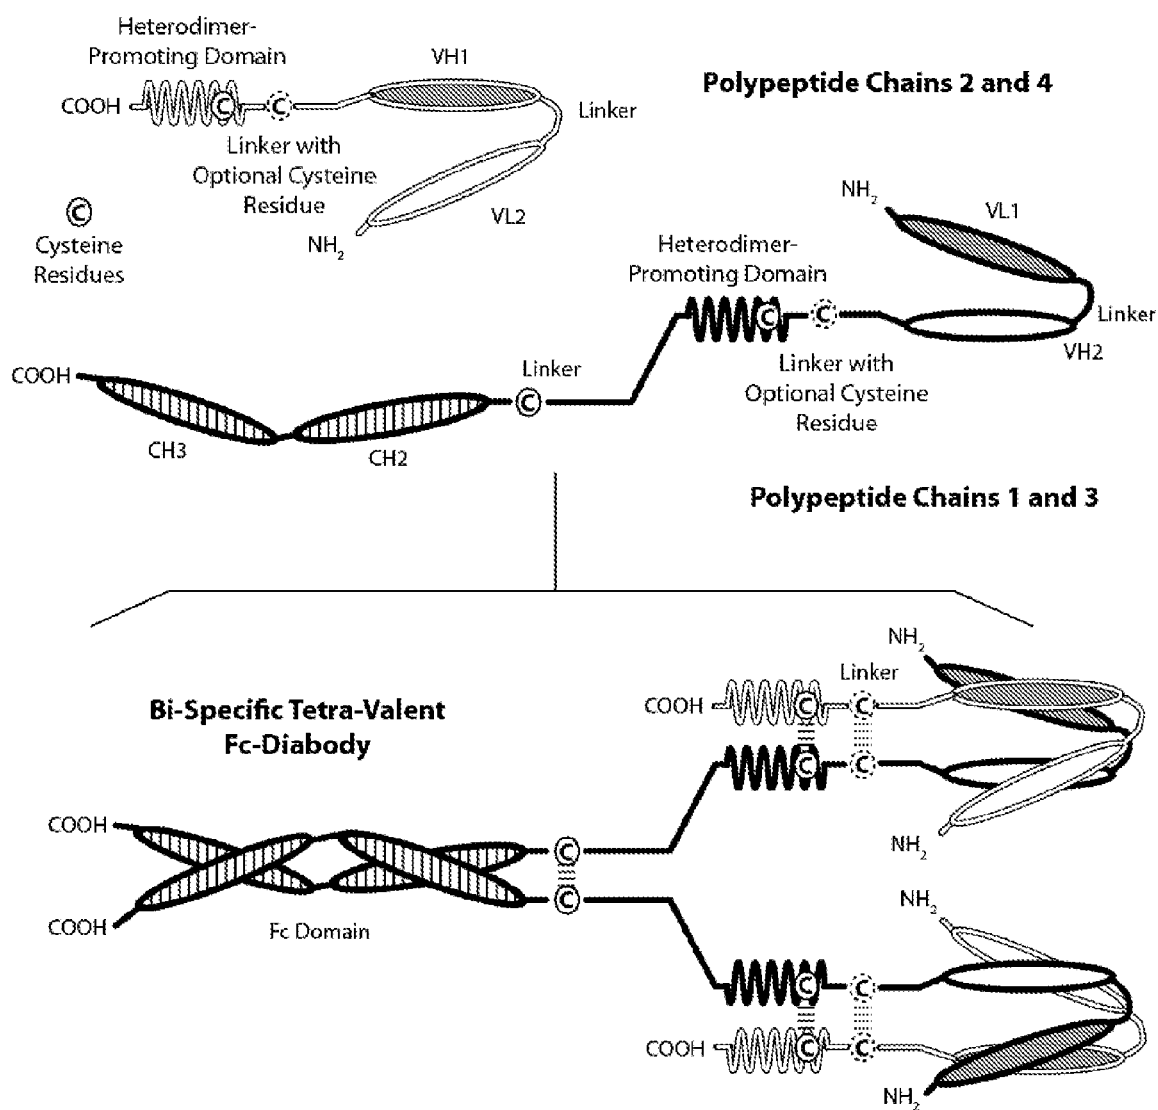 Heterodimer-
Promoting Domain
VH1
Polypeptide Chains 2 and 4
COOH
C
C
Linker
Linker with
Optional Cysteine
Residue
VL2
NH2
C
Cysteine
Residues
NH2
VL1
Heterodimer-
Promoting Domain
C
C
Linker
VH2
Linker with
Optional Cysteine
Residue
COOH
Linker
C
CH3
CH2
Polypeptide Chains 1 and 3
NH2
Linker
Bi-Specific Tetra-Valent
Fc-Diabody
COOH
C
C
C
C
COOH
C
NH2
C
COOH
Fc Domain
NH2
C
C
COOH
C
C
NH2